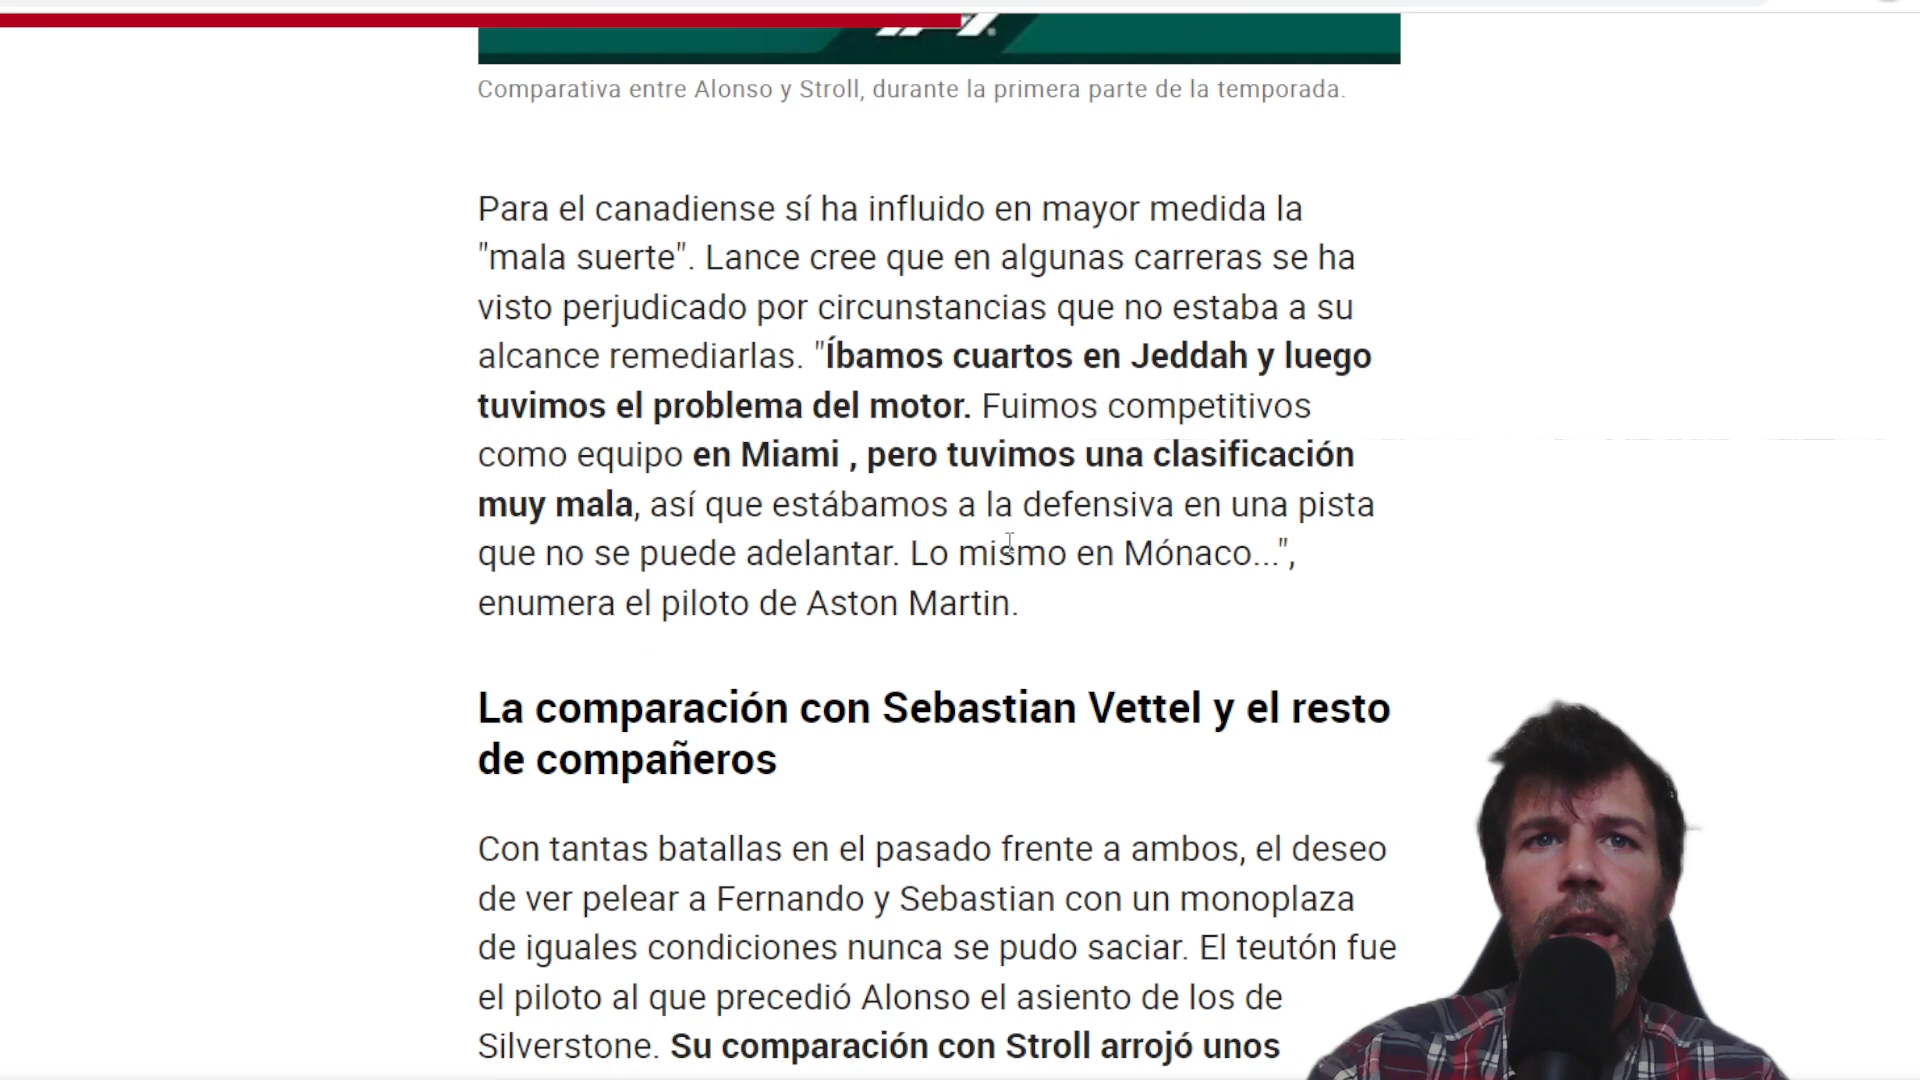 Comparativa entre Alonso y Stroll, durante la primera parte de la temporada.
Para el canadiense sí ha influido en mayor medida la
"mala suerte". Lance cree que en algunas carreras se ha
visto perjudicado por circunstancias que no estaba a su
alcance remediarlas. "Íbamos cuartos en Jeddah y luego
tuvimos el problema del motor. Fuimos competitivos
como equipo en Miami , pero tuvimos una clasificación
muy mala, así que estábamos a la defensiva en una pista
que no se puede adelantar. Lo mismo en Mónaco...",
enumera el piloto de Aston Martin.
La comparación con Sebastian Vettel y el resto
de compañeros
Con tantas batallas en el pasado frente a ambos, el deseo
de ver pelear a Fernando y Sebastian con un monoplaza
de iguales condiciones nunca se pudo saciar. El teutón fue
el piloto al que precedió Alonso el asiento de los de
Silverstone. Su comparación con Stroll arrojó unos